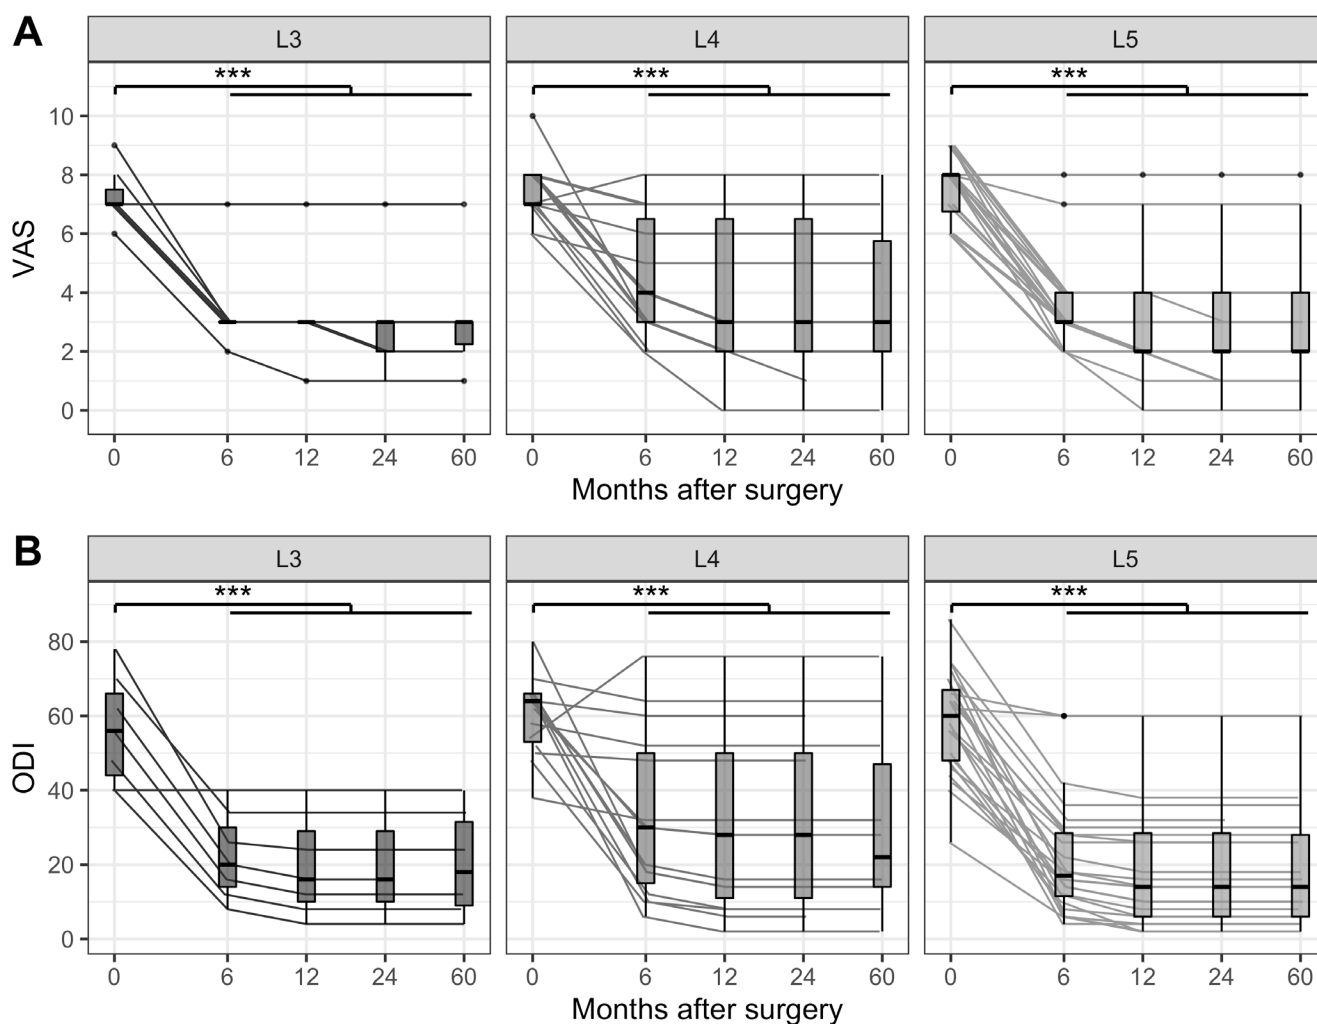 A
L3 L4 L5
*** *** ***
VAS
10
8
6
4
2
0
0 6 12 24 60 0 6 12 24 60 0 6 12 24 60
Months after surgery
B
L3 L4 L5
*** *** ***
ODI
80
60
40
20
0
0 6 12 24 60 0 6 12 24 60 0 6 12 24 60
Months after surgery